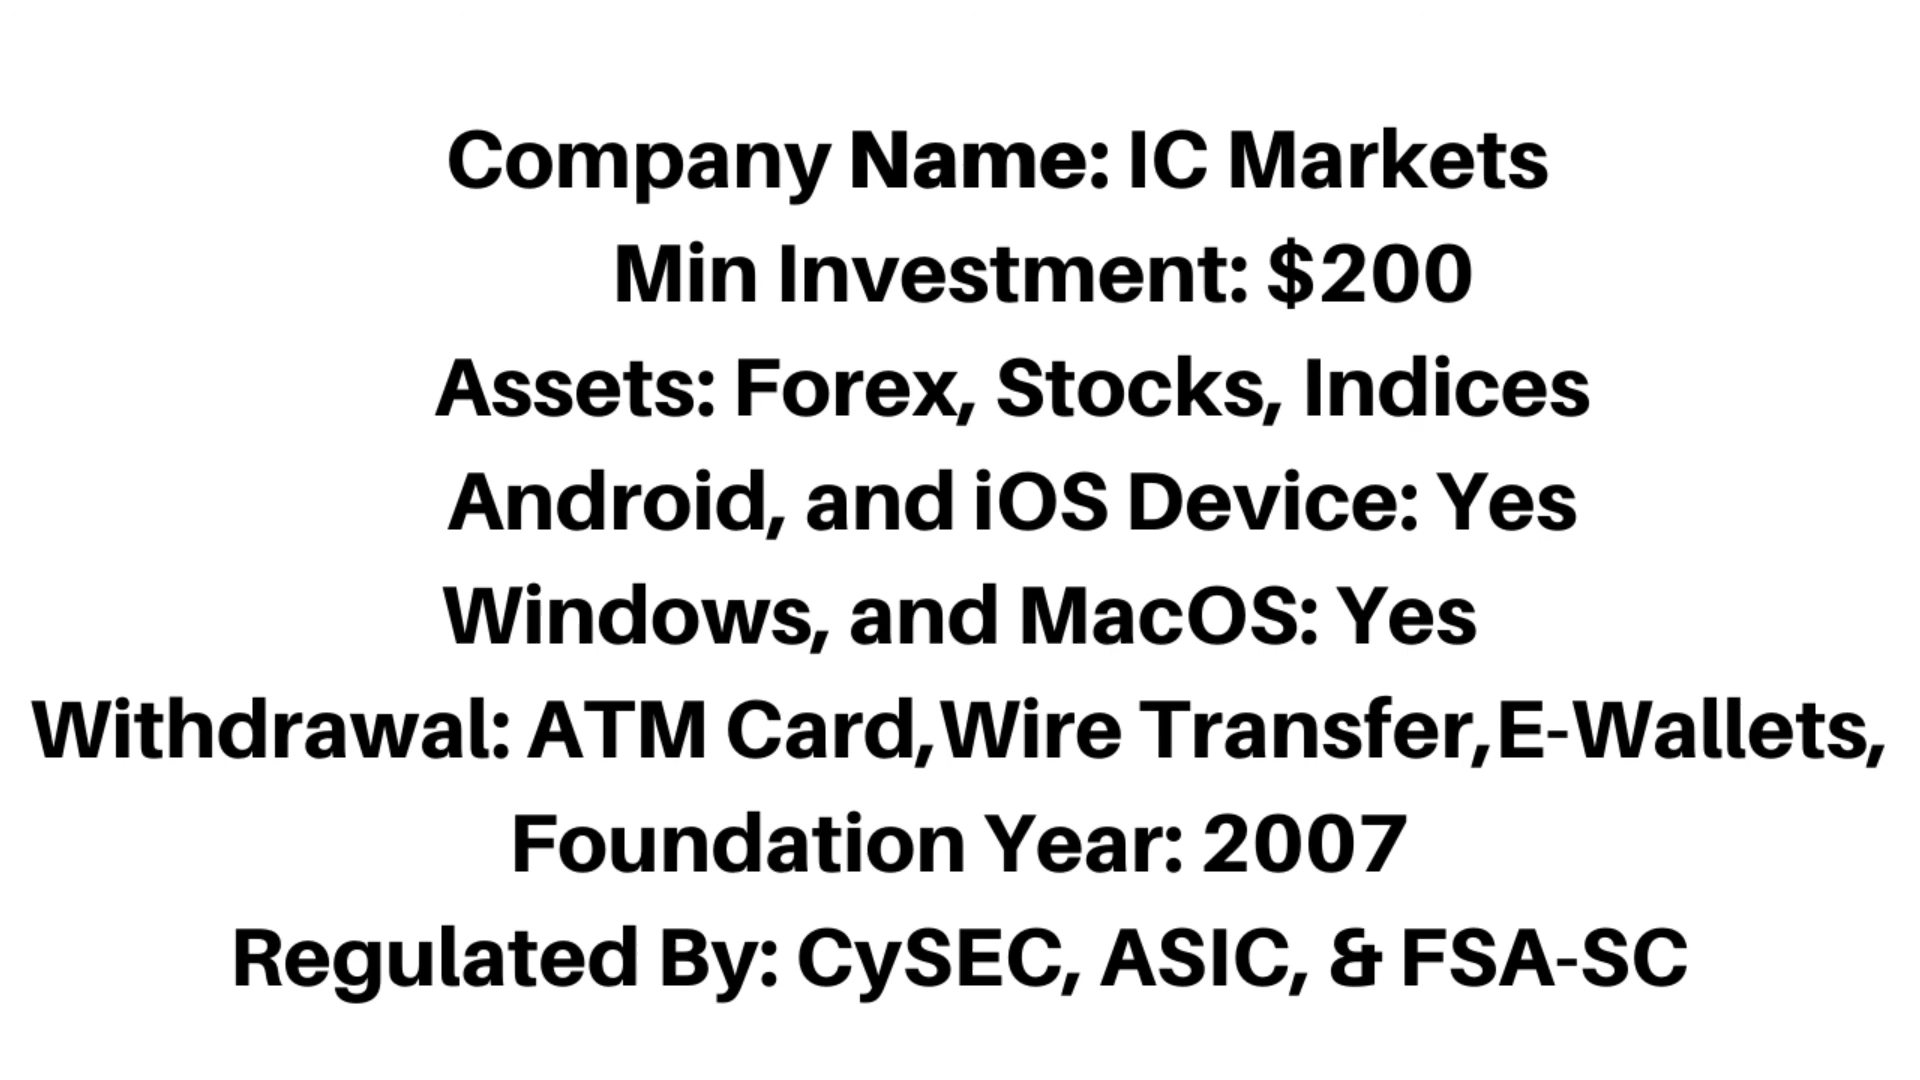 Company Name: IC Markets
Min Investment: $200
Assets: Forex, Stocks, Indices
Android, and iOS Device: Yes
Windows, and MacOS: Yes
Withdrawal: ATM Card,Wire Transfer,E-Wallets,
Foundation Year: 2007
Regulated By: CySEC, ASIC, & FSA-SC